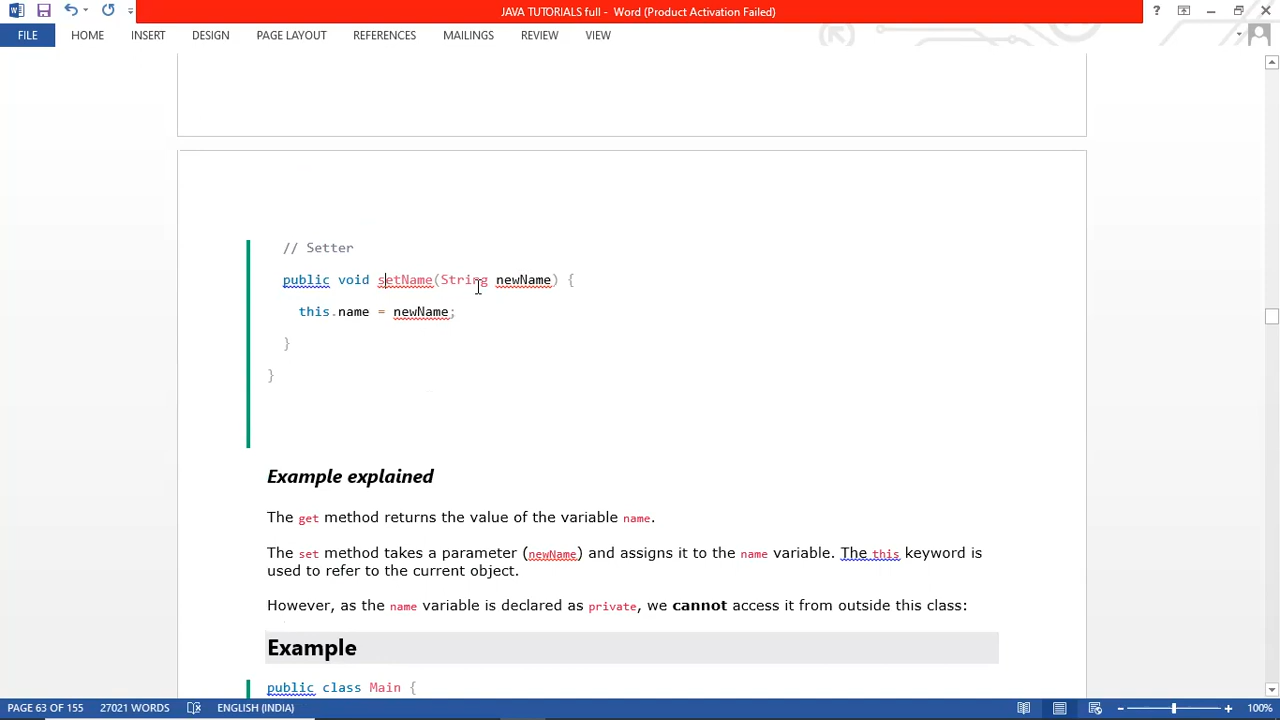 JAVA TUTORIALS full - Word (Product Activation Failed)
FILE HOME INSERT DESIGN PAGE LAYOUT REFERENCES MAILINGS REVIEW VIEW
// Setter
public void setName(String newName) {
this.name = newName;
}
}
Example explained
The get method returns the value of the variable name.
The set method takes a parameter (newName) and assigns it to the name variable. The this keyword is
used to refer to the current object.
However, as the name variable is declared as private, we cannot access it from outside this class:
Example
public class Main {
PAGE 63 OF 155 27021 WORDS ENGLISH (INDIA) 100%